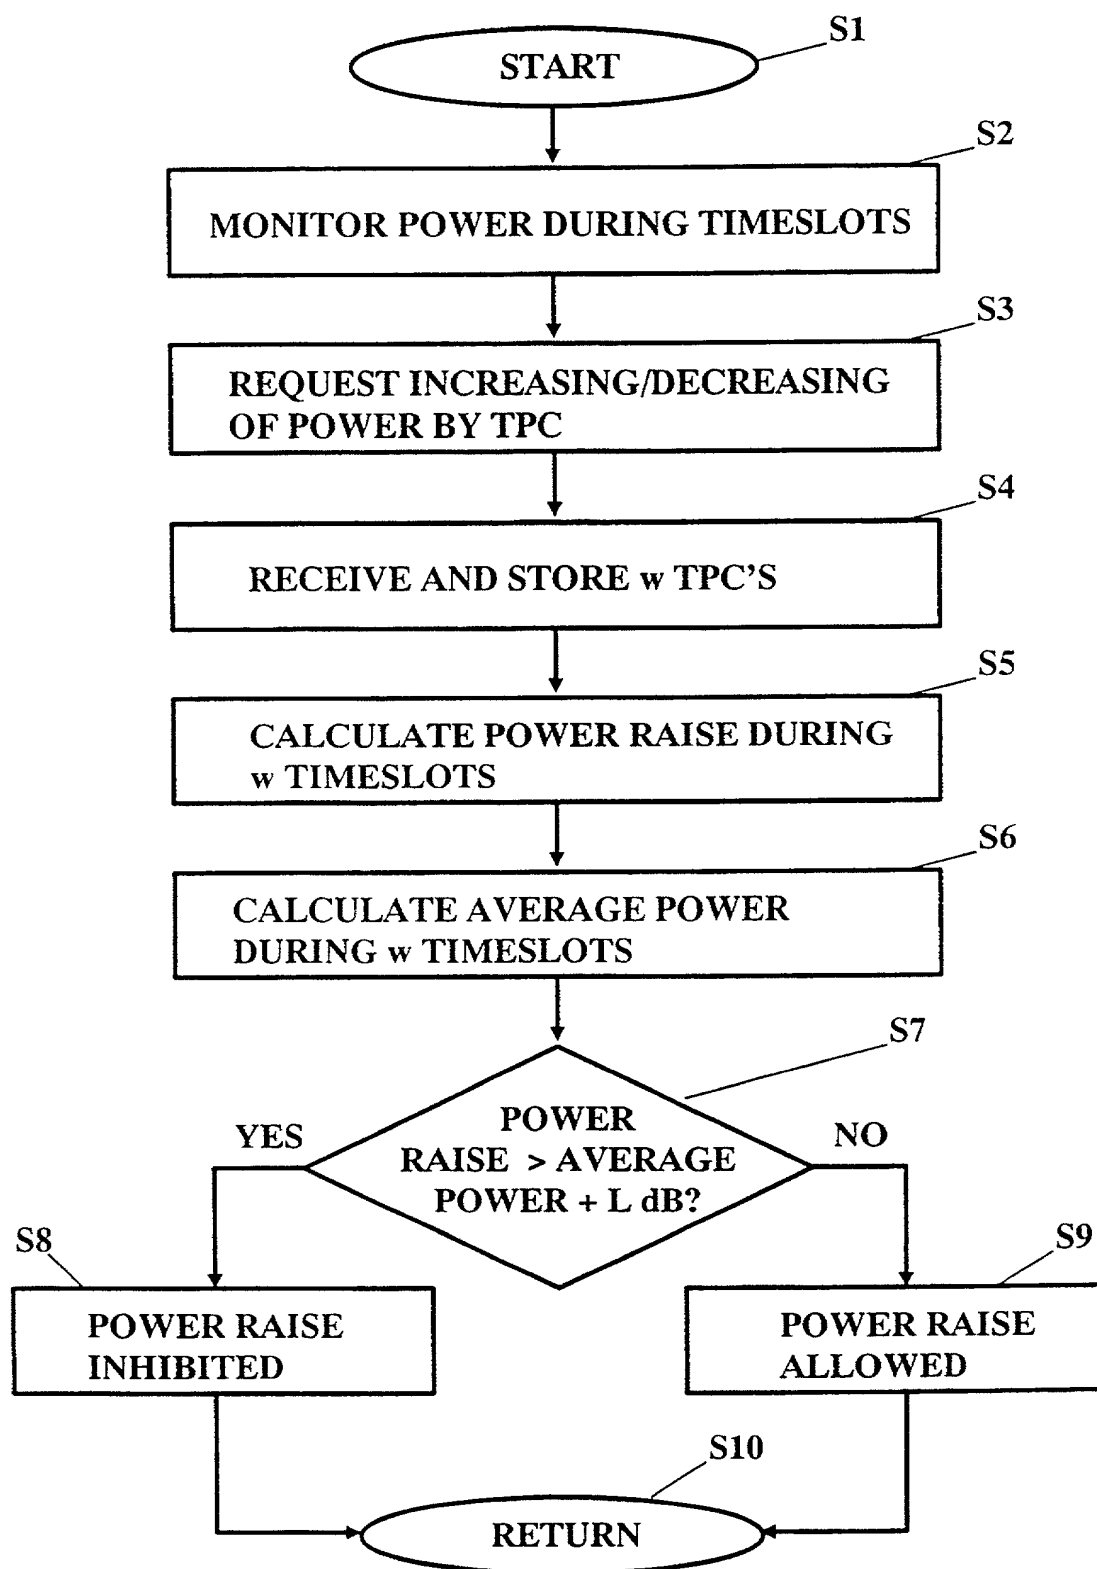 S1
START
S2
MONITOR POWER DURING TIMESLOTS
S3
REQUEST INCREASING/DECREASING
OF POWER BY TPC
S4
RECEIVE AND STORE w TPC'S
S5
CALCULATE POWER RAISE DURING
w TIMESLOTS
S6
CALCULATE AVERAGE POWER
DURING w TIMESLOTS
S7
POWER
RAISE > AVERAGE
POWER + L dB?
YES
NO
S8
POWER RAISE
INHIBITED
S9
POWER RAISE
ALLOWED
S10
RETURN